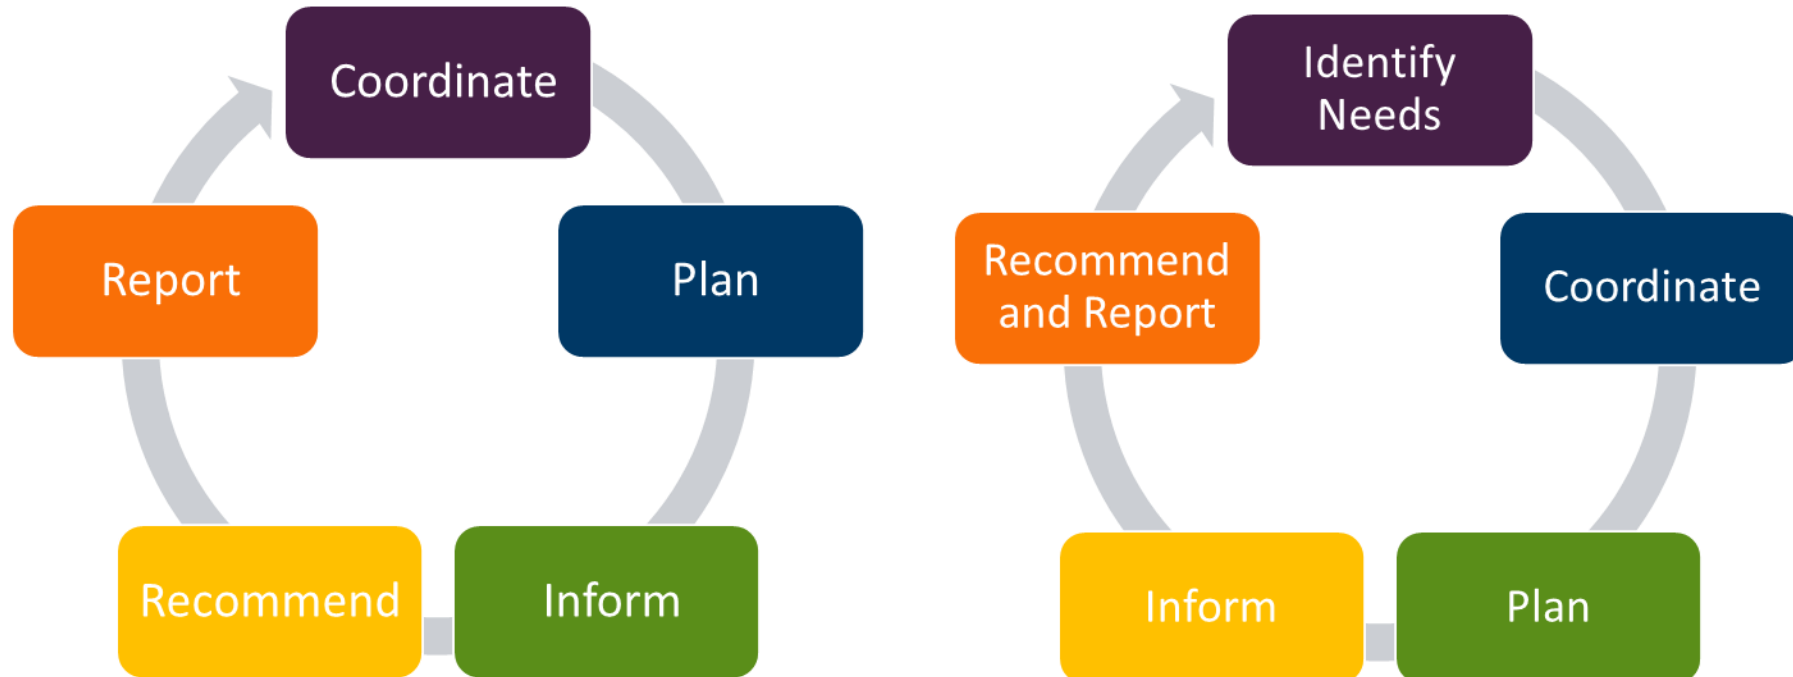 Coordinate
Plan
Inform
Recommend
Report
Identify
Needs
Coordinate
Plan
Inform
Recommend
and Report